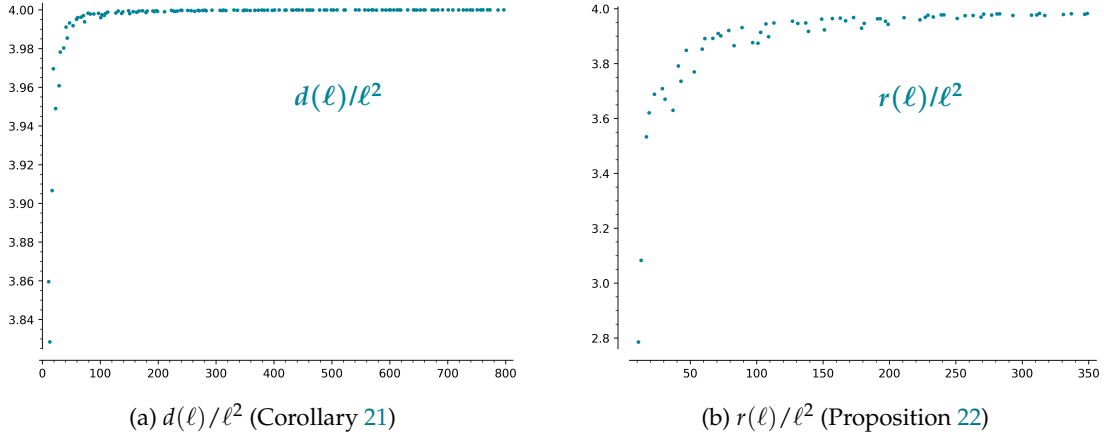 4.00
3.98
3.96
3.94
3.92
3.90
3.88
3.86
3.84
0 100 200 300 400 500 600 700 800
d(ℓ)/ℓ²
(a) d(ℓ)/ℓ² (Corollary 21)
4.0
3.8
3.6
3.4
3.2
3.0
2.8
50 100 150 200 250 300 350
r(ℓ)/ℓ²
(b) r(ℓ)/ℓ² (Proposition 22)